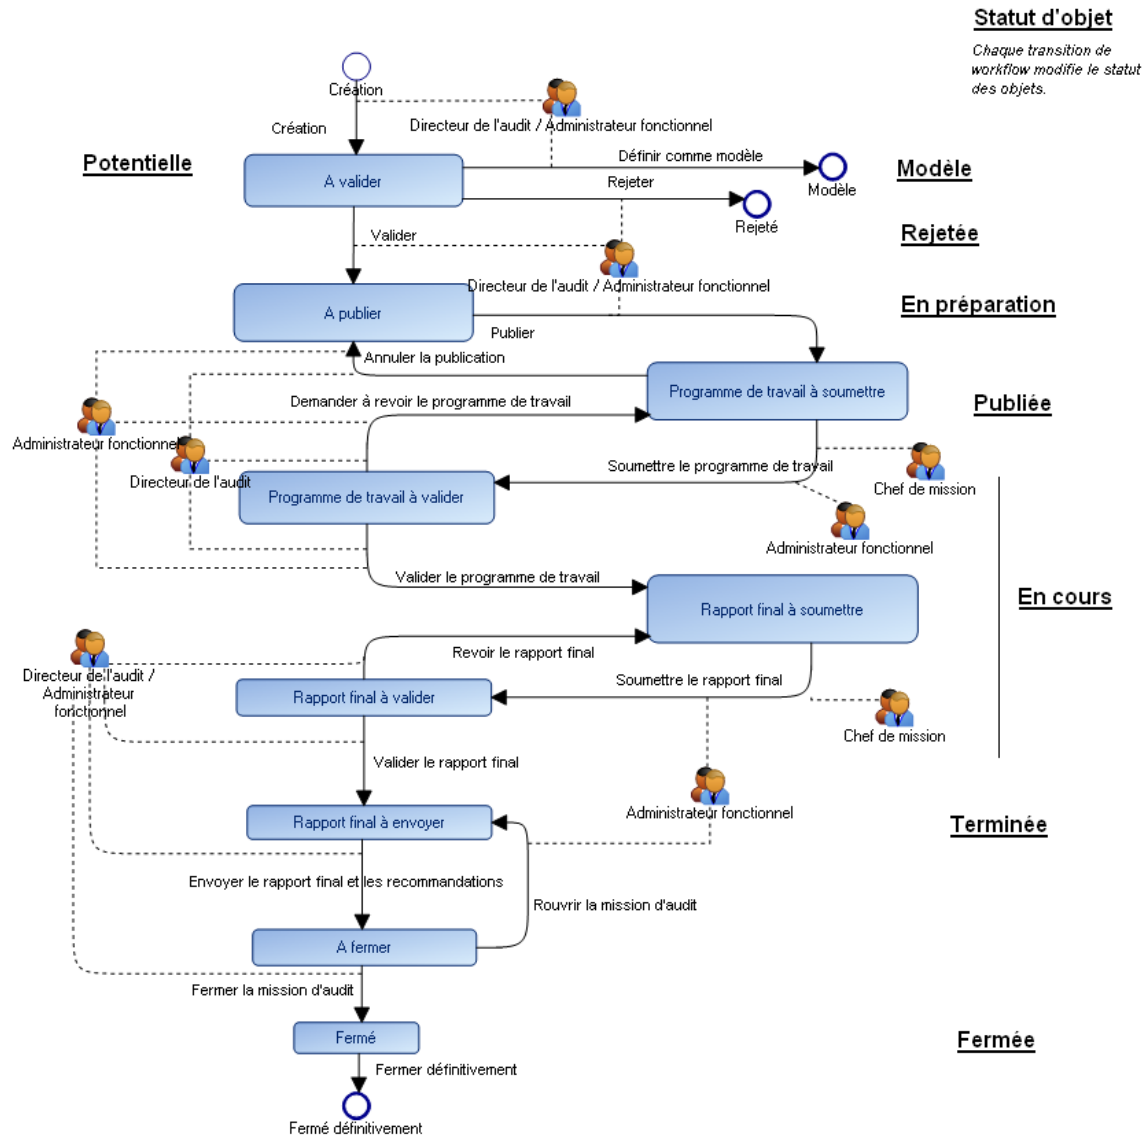 Statut d'objet
Chaque transition de
workflow modifie le statut
des objets.
Création
Création
Directeur de l'audit / Administrateur fonctionnel
Potentielle
A valider
Définir comme modèle
Modèle
Modèle
Rejeter
Rejeté
Rejetée
Valider
Directeur de l'audit / Administrateur fonctionnel
A publier
En préparation
Publier
Annuler la publication
Programme de travail à soumettre
Publiée
Demander à revoir le programme de travail
Administrateur fonctionnel
Directeur de l'audit
Soumettre le programme de travail
Chef de mission
Programme de travail à valider
Administrateur fonctionnel
Valider le programme de travail
Rapport final à soumettre
En cours
Revoir le rapport final
Directeur de l'audit /
Administrateur
fonctionnel
Soumettre le rapport final
Rapport final à valider
Chef de mission
Valider le rapport final
Administrateur fonctionnel
Rapport final à envoyer
Terminée
Envoyer le rapport final et les recommandations
Rouvrir la mission d'audit
A fermer
Fermer la mission d'audit
Fermé
Fermée
Fermer définitivement
Fermé définitivement